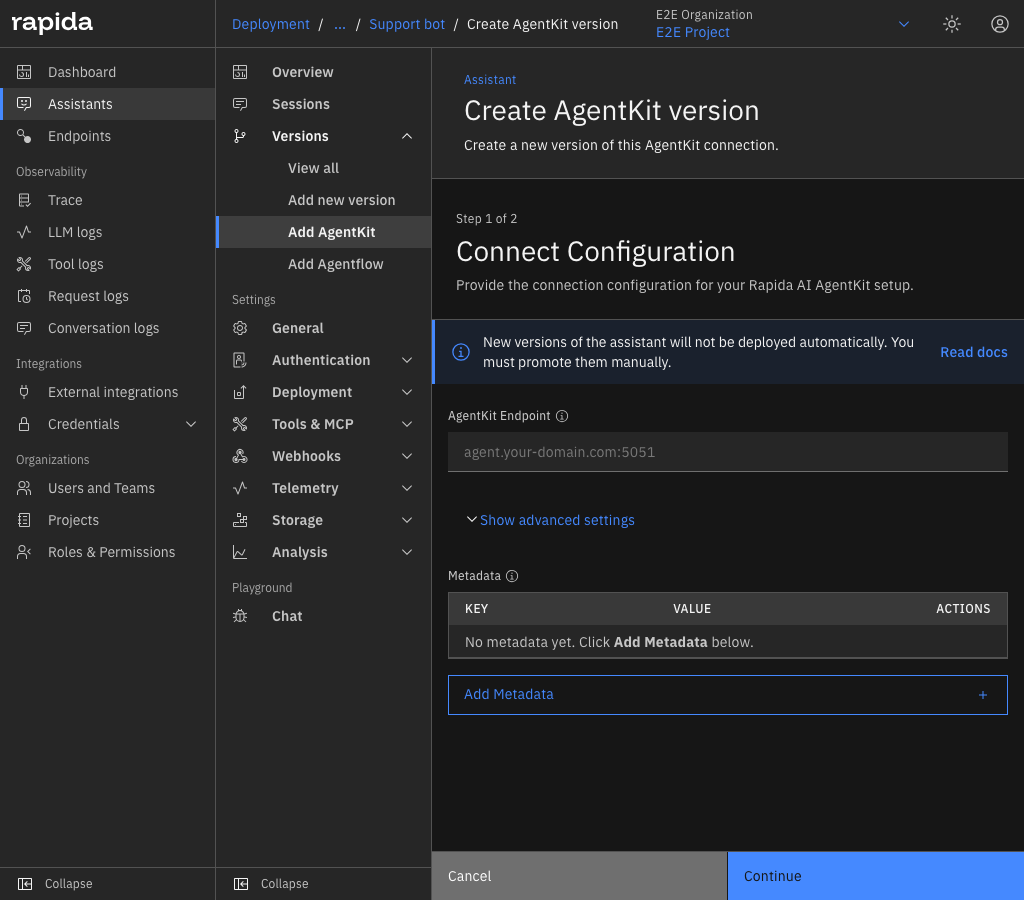 rapida
Deployment / ... / Support bot / Create AgentKit version
E2E Organization
E2E Project
Dashboard
Assistants
Endpoints
Observability
Trace
LLM logs
Tool logs
Request logs
Conversation logs
Integrations
External integrations
Credentials
Organizations
Users and Teams
Projects
Roles & Permissions
Collapse
Overview
Sessions
Versions
View all
Add new version
Add AgentKit
Add Agentflow
Settings
General
Authentication
Deployment
Tools & MCP
Webhooks
Telemetry
Storage
Analysis
Playground
Chat
Collapse
Assistant
Create AgentKit version
Create a new version of this AgentKit connection.
Step 1 of 2
Connect Configuration
Provide the connection configuration for your Rapida AI AgentKit setup.
New versions of the assistant will not be deployed automatically. You
must promote them manually.
Read docs
AgentKit Endpoint
agent.your-domain.com:5051
Show advanced settings
Metadata
KEY VALUE ACTIONS
No metadata yet. Click Add Metadata below.
Add Metadata +
Cancel
Continue